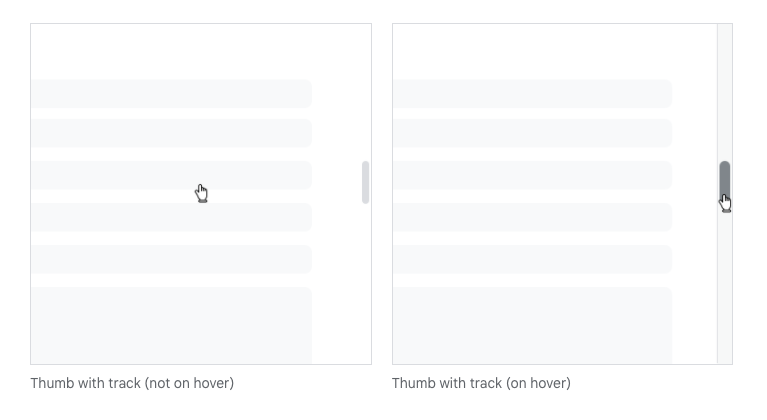 Thumb with track (not on hover)
Thumb with track (on hover)